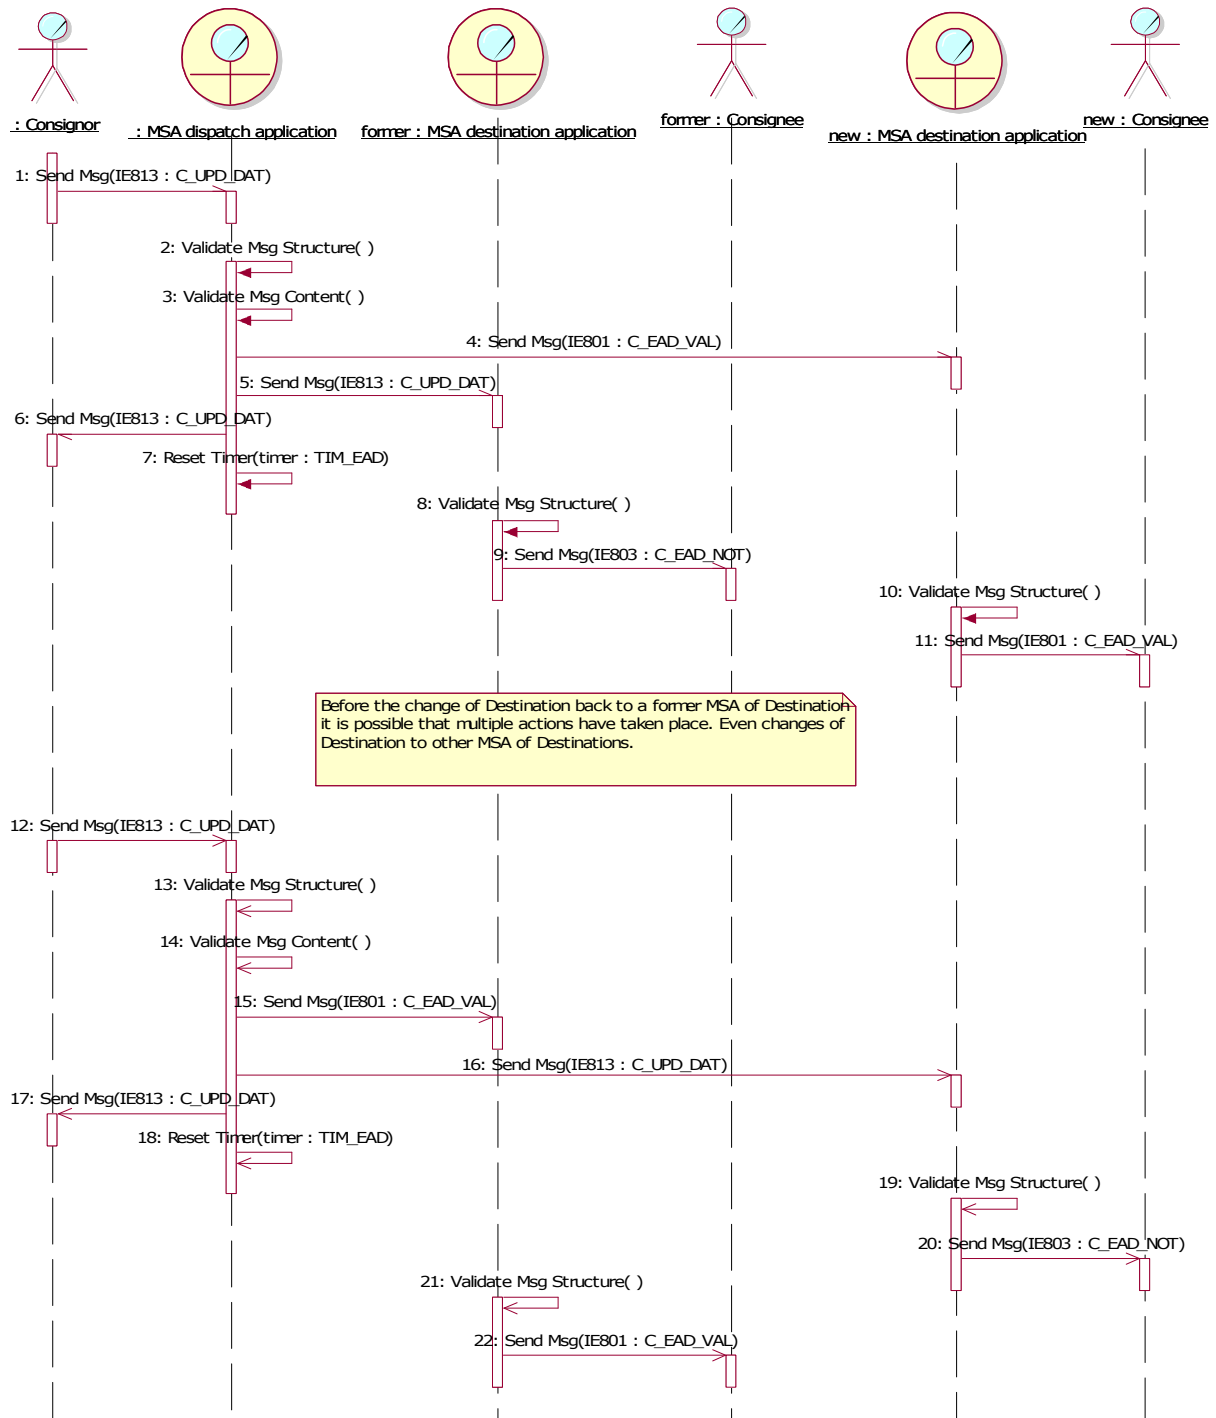 : Consignor
: MSA dispatch application
former : MSA destination application
former : Consignee
new : MSA destination application
new : Consignee
1: Send Msg(IE813 : C_UPD_DAT)
2: Validate Msg Structure( )
3: Validate Msg Content( )
4: Send Msg(IE801 : C_EAD_VAL)
5: Send Msg(IE813 : C_UPD_DAT)
6: Send Msg(IE813 : C_UPD_DAT)
7: Reset Timer(timer : TIM_EAD)
8: Validate Msg Structure( )
9: Send Msg(IE803 : C_EAD_NOT)
10: Validate Msg Structure( )
11: Send Msg(IE801 : C_EAD_VAL)
Before the change of Destination back to a former MSA of Destination
it is possible that multiple actions have taken place. Even changes of
Destination to other MSA of Destinations.
12: Send Msg(IE813 : C_UPD_DAT)
13: Validate Msg Structure( )
14: Validate Msg Content( )
15: Send Msg(IE801 : C_EAD_VAL)
16: Send Msg(IE813 : C_UPD_DAT)
17: Send Msg(IE813 : C_UPD_DAT)
18: Reset Timer(timer : TIM_EAD)
19: Validate Msg Structure( )
20: Send Msg(IE803 : C_EAD_NOT)
21: Validate Msg Structure( )
22: Send Msg(IE801 : C_EAD_VAL)